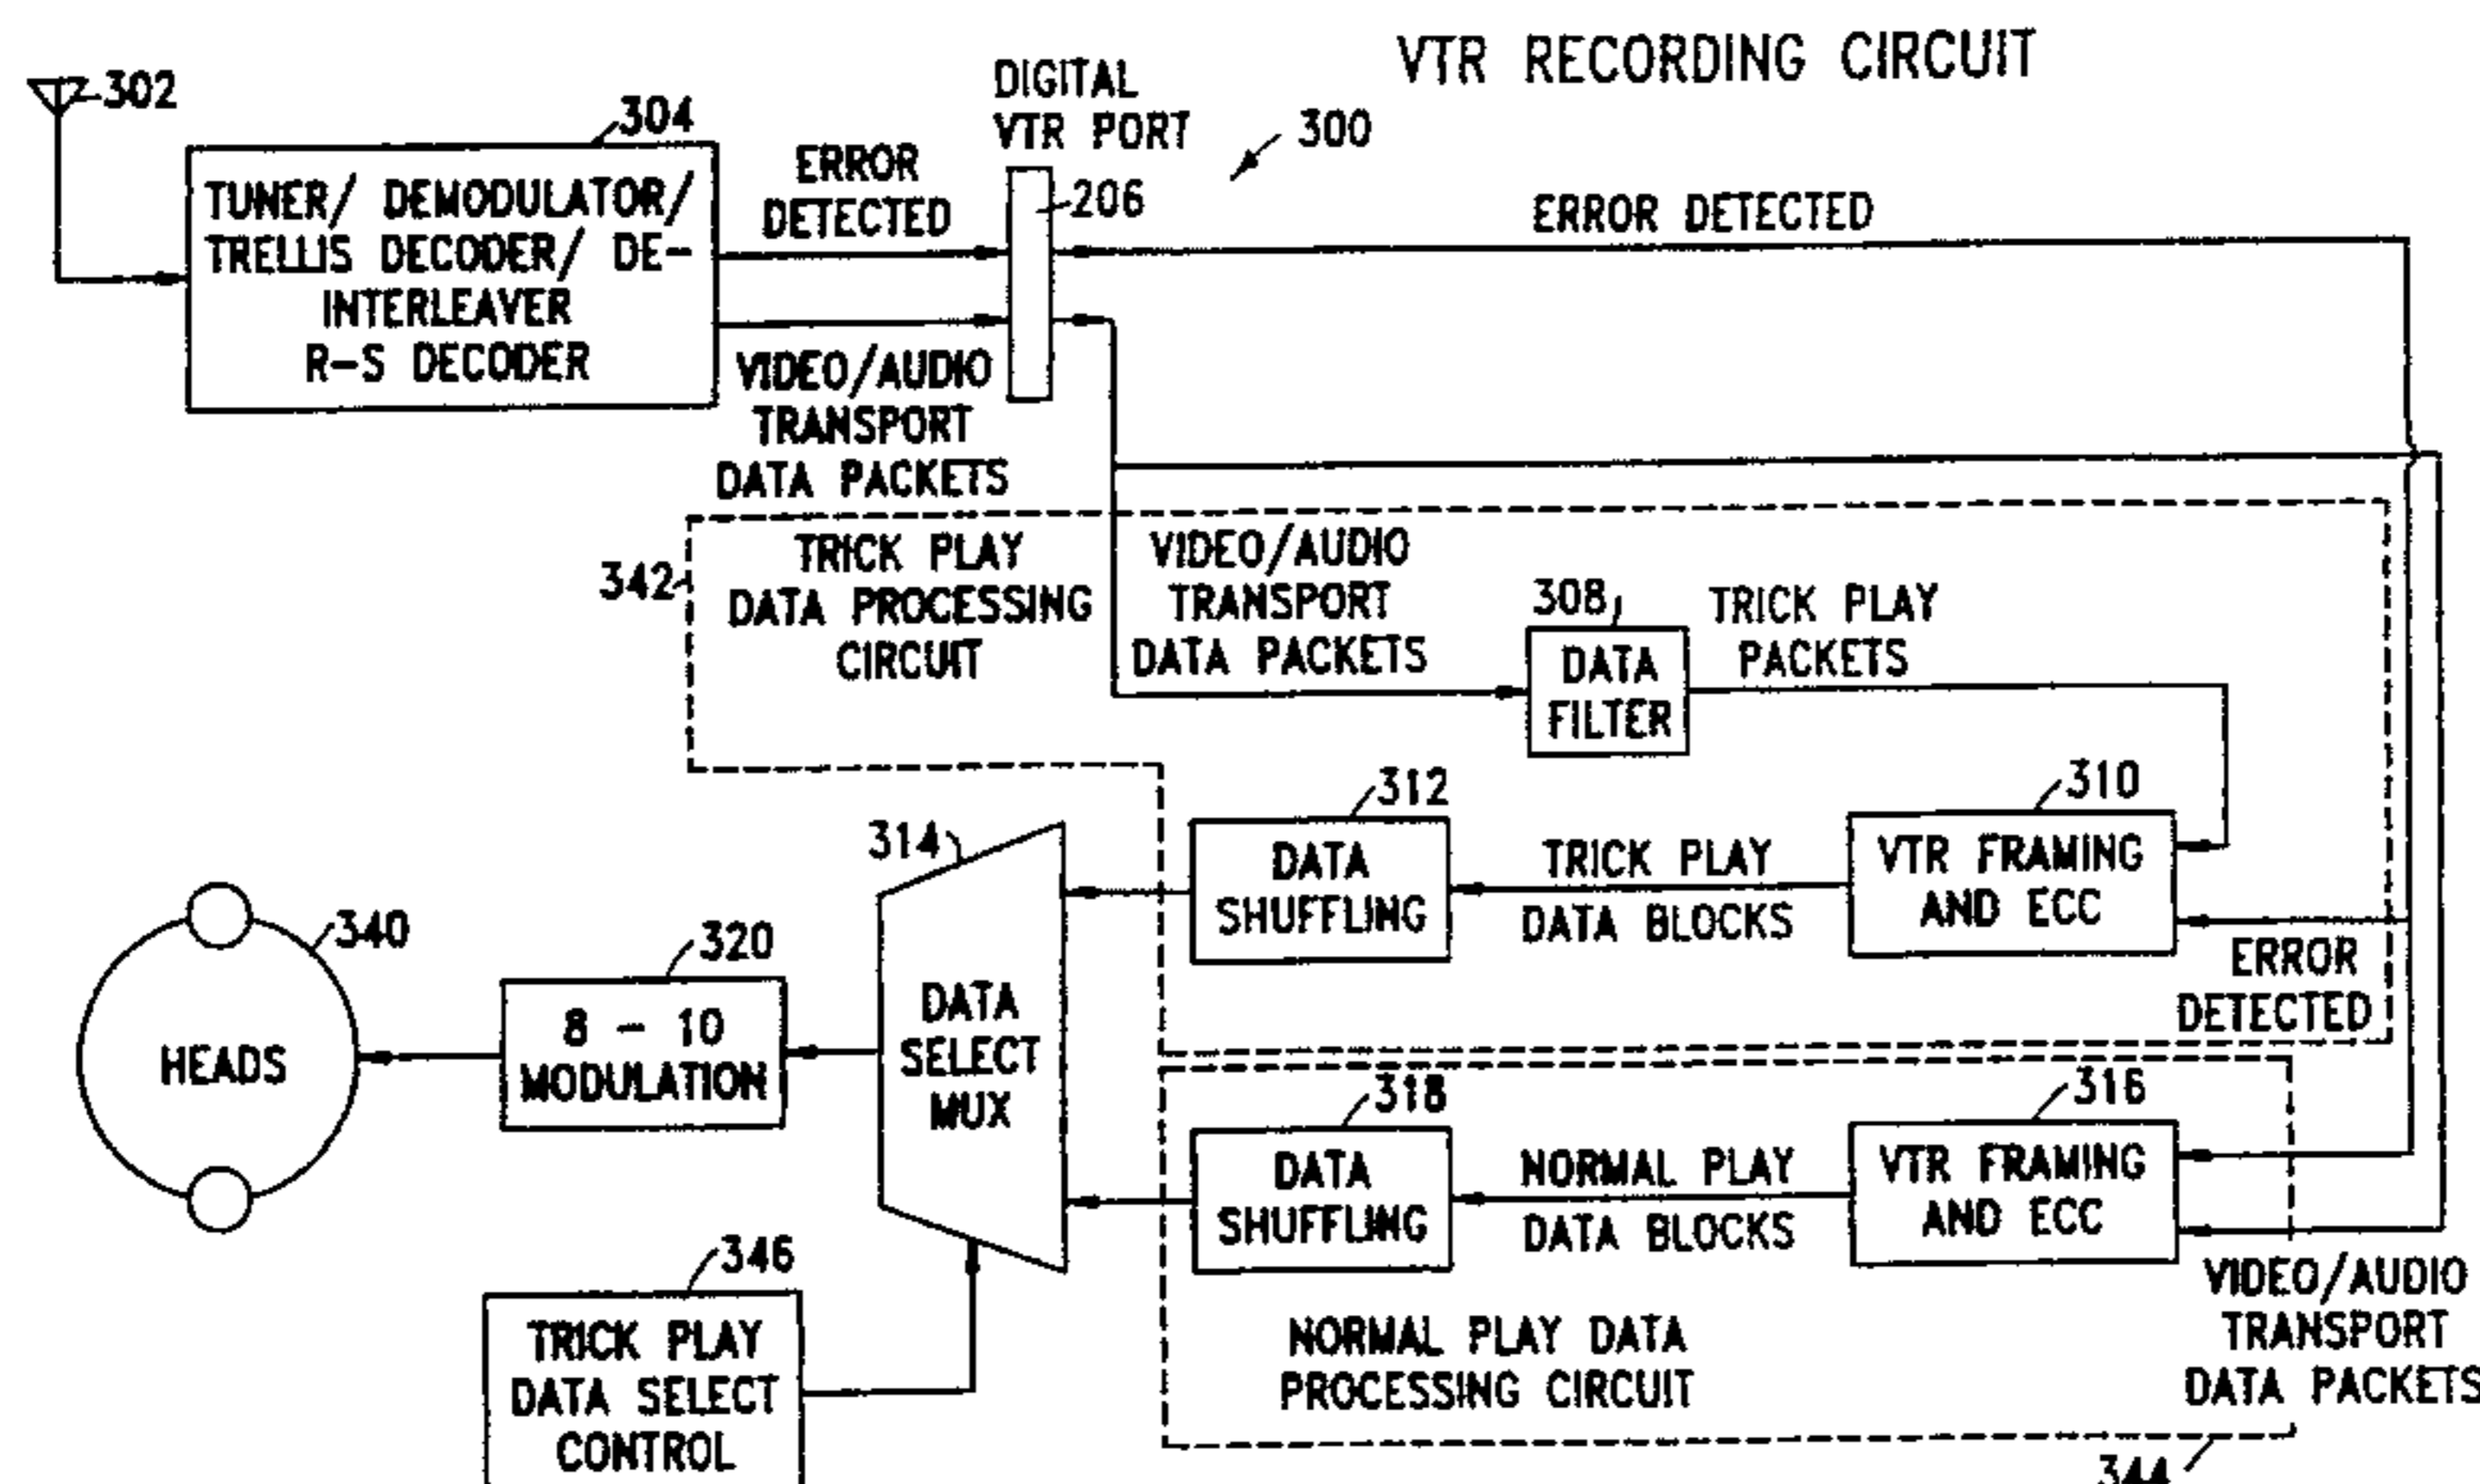 VTR RECORDING CIRCUIT
302
304
TUNER/ DEMODULATOR/
TRELLIS DECODER/ DE-
INTERLEAVER
R-S DECODER
ERROR
DETECTED
VIDEO/AUDIO
TRANSPORT
DATA PACKETS
DIGITAL
VTR PORT
206
300
ERROR DETECTED
342
TRICK PLAY
DATA PROCESSING
CIRCUIT
VIDEO/AUDIO
TRANSPORT
DATA PACKETS
308
DATA
FILTER
TRICK PLAY
PACKETS
310
VTR FRAMING
AND ECC
ERROR
DETECTED
TRICK PLAY
DATA BLOCKS
312
DATA
SHUFFLING
314
DATA
SELECT
MUX
320
8 - 10
MODULATION
340
HEADS
316
VTR FRAMING
AND ECC
NORMAL PLAY
DATA BLOCKS
318
DATA
SHUFFLING
346
TRICK PLAY
DATA SELECT
CONTROL
NORMAL PLAY DATA
PROCESSING CIRCUIT
VIDEO/AUDIO
TRANSPORT
DATA PACKETS
344